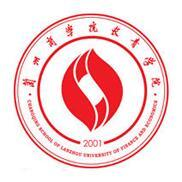 兰州商学院长青学院
2001
CHANGQING SCHOOL OF LANZHOU UNIVERSITY OF FINANCE AND ECONOMICS